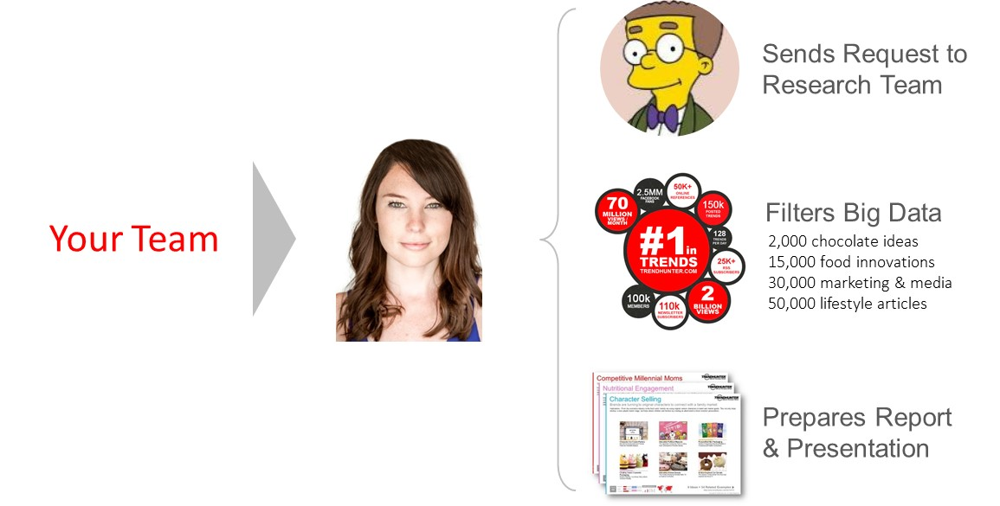 Your Team
Sends Request to
Research Team
70
MILLION
VIEWS /
MONTH
2.5MM
FACEBOOK
FANS
50K+
ONLINE
REFERENCES
150k
POSTED
TRENDS
128
TRENDS
PER DAY
25K+
RSS
SUBSCRIBERS
2
BILLION
VIEWS
110k
NEWSLETTER
SUBSCRIBERS
100k
MEMBERS
#1 in
TRENDS
TRENDHUNTER.COM
Filters Big Data
2,000 chocolate ideas
15,000 food innovations
30,000 marketing & media
50,000 lifestyle articles
Competitive Millennial Moms
TRENDHUNTER
Nutritional Engagement
TRENDHUNTER
Character Selling
TRENDHUNTER
Prepares Report
& Presentation